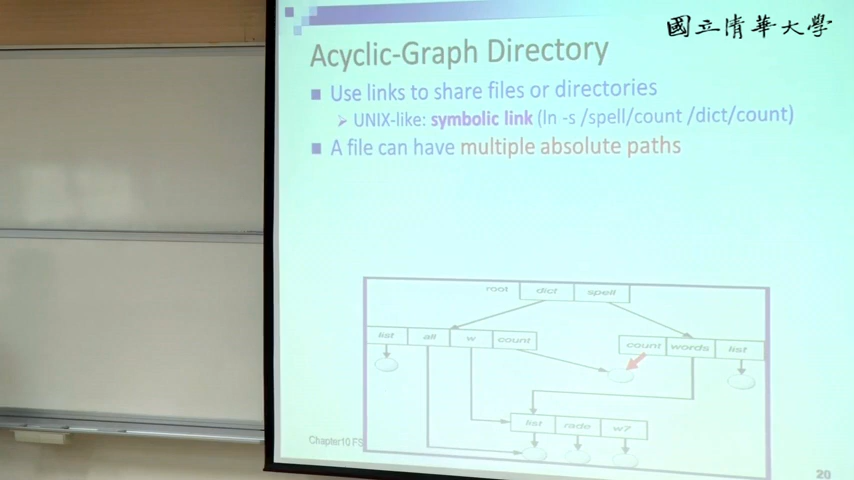 國立清華大學
Acyclic-Graph Directory
Use links to share files or directories
UNIX-like: symbolic link (ln -s /spell/count /dict/count)
A file can have multiple absolute paths
root dict spell
list all w count
count words list
list rade w7
Chapter10 FS
20